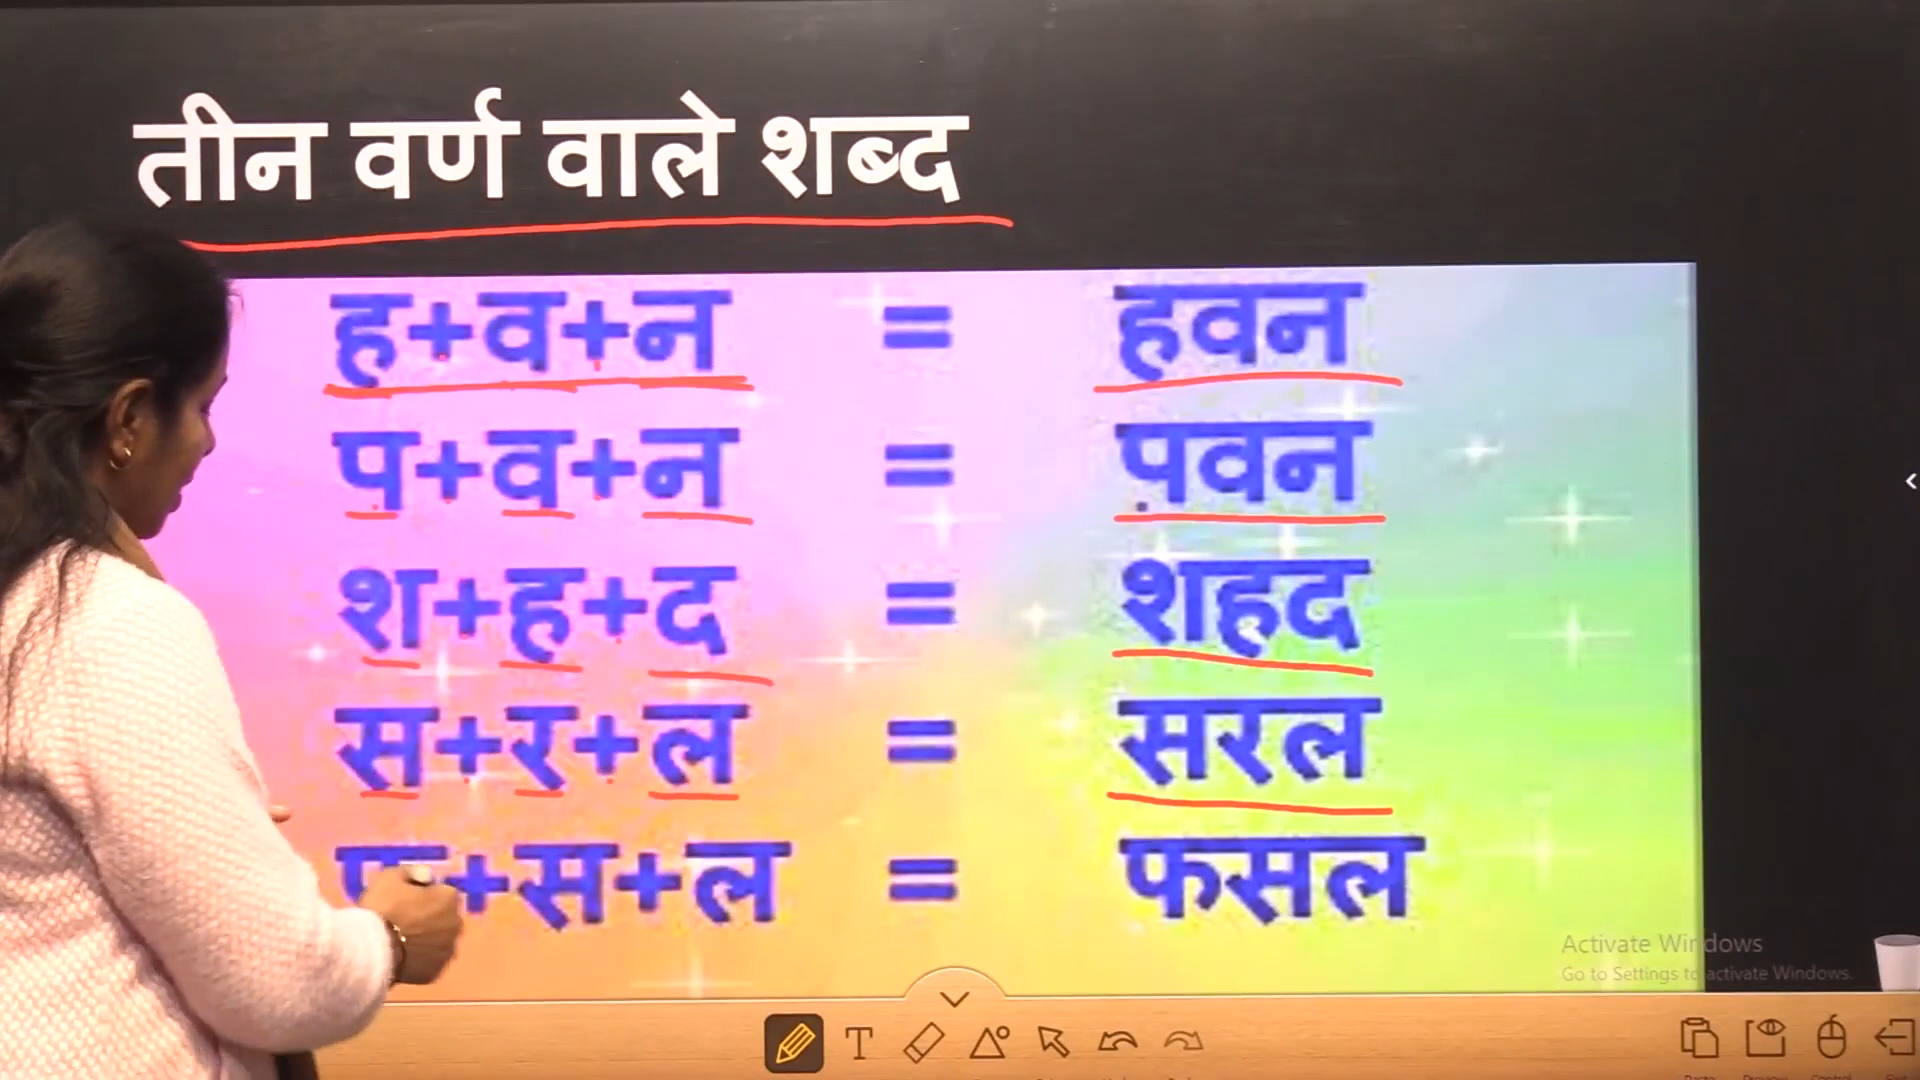 तीन वर्ण वाले शब्द
ह+व+न = हवन
प+व+न = पवन
श+ह+द = शहद
स+र+ल = सरल
फ+स+ल = फसल
Activate Windows
Go to Settings to activate Windows.
T